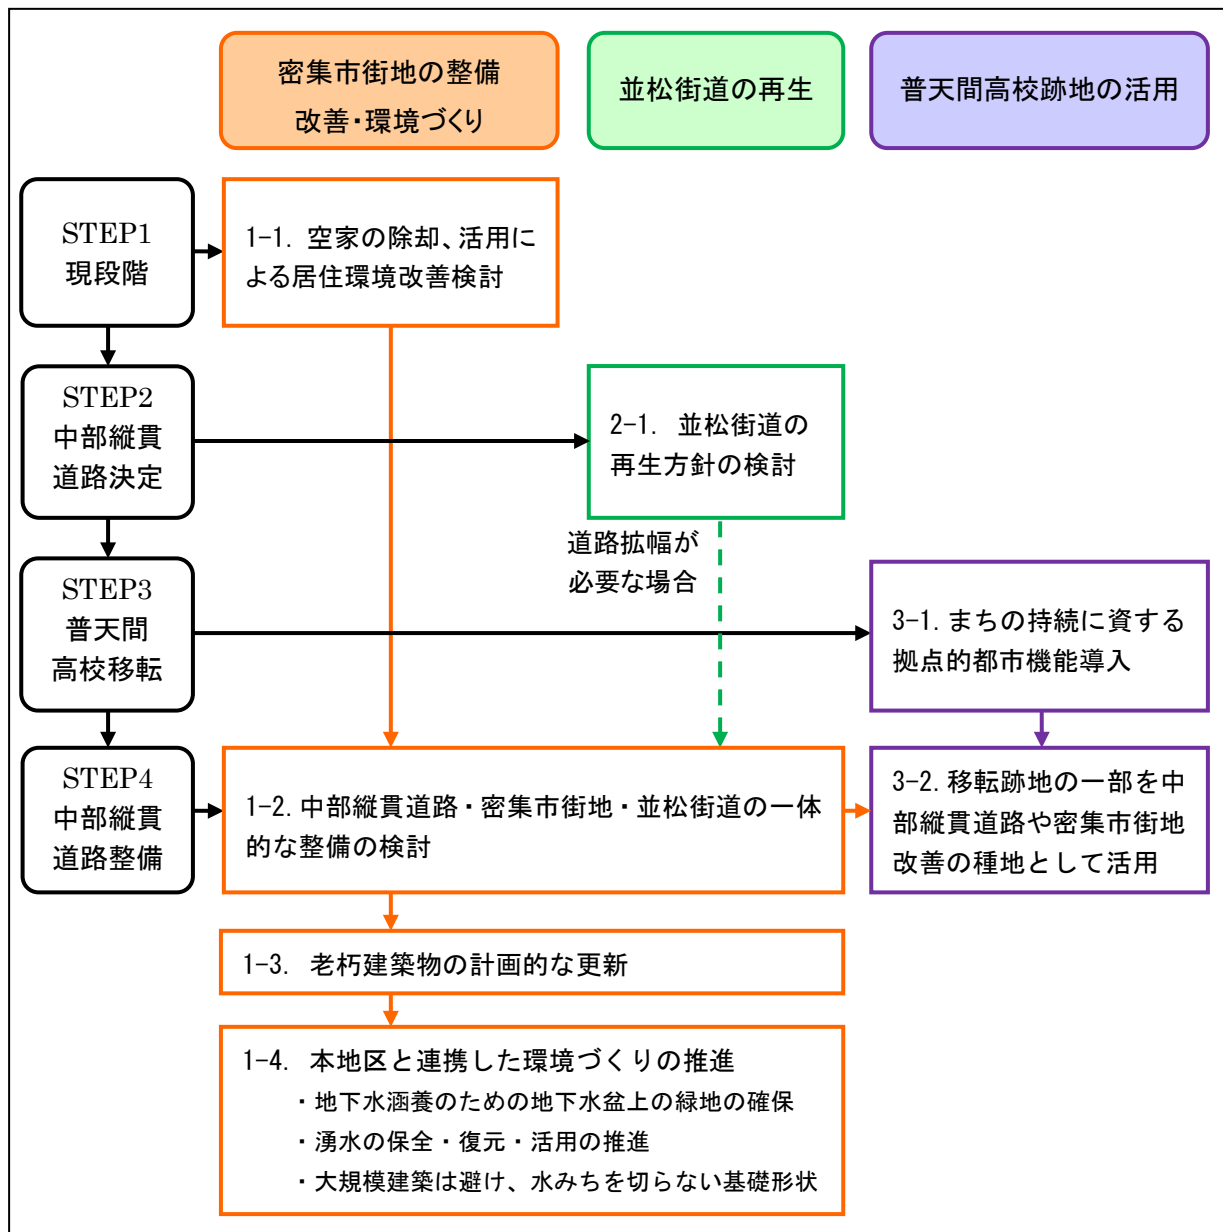 密集市街地の整備
改善・環境づくり
並松街道の再生
普天間高校跡地の活用
STEP1
現段階
1-1. 空家の除却、活用に
よる居住環境改善検討
STEP2
中部縦貫
道路決定
2-1. 並松街道の
再生方針の検討
道路拡幅が
必要な場合
STEP3
普天間
高校移転
3-1. まちの持続に資する
拠点的都市機能導入
STEP4
中部縦貫
道路整備
1-2. 中部縦貫道路・密集市街地・並松街道の一体
的な整備の検討
3-2. 移転跡地の一部を中
部縦貫道路や密集市街地
改善の種地として活用
1-3. 老朽建築物の計画的な更新
1-4. 本地区と連携した環境づくりの推進
・地下水涵養のための地下水盆上の緑地の確保
・湧水の保全・復元・活用の推進
・大規模建築は避け、水みちを切らない基礎形状